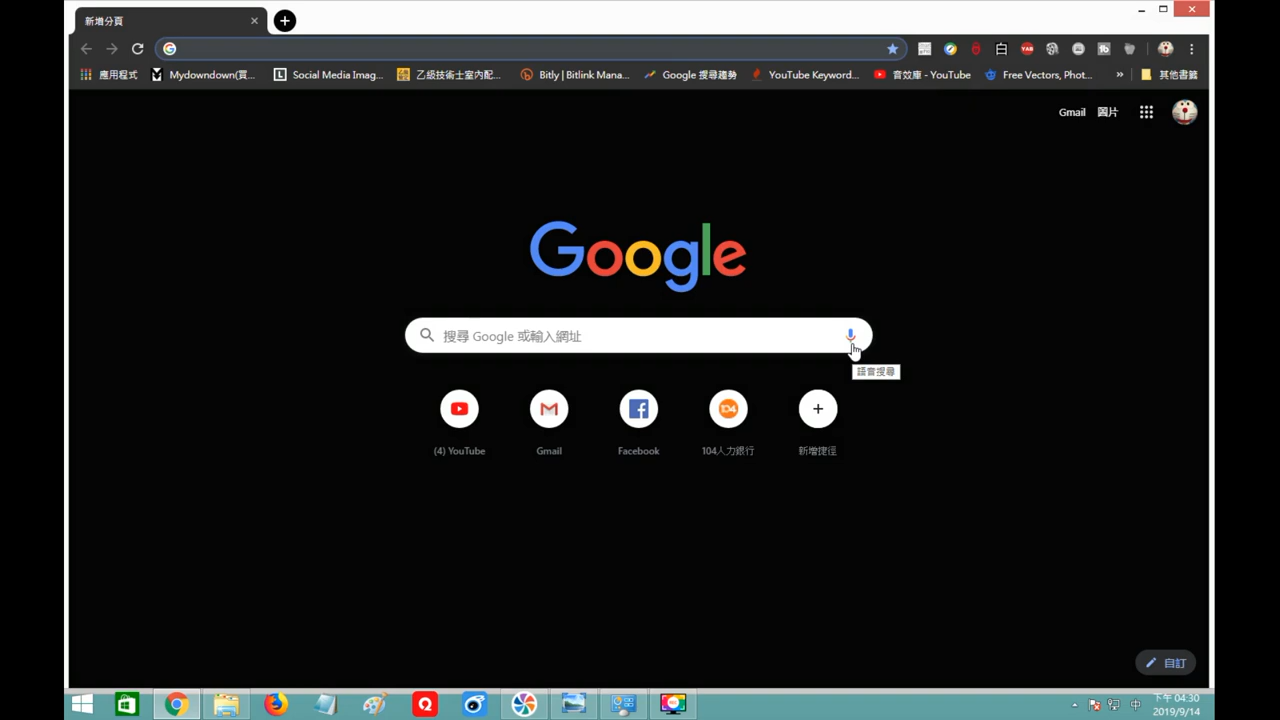 新增分頁
應用程式
Mydowndown(買...
Social Media Imag...
乙級技術士室內配...
Bitly | Bitlink Mana...
Google 搜尋趨勢
YouTube Keyword...
音效庫 - YouTube
Free Vectors, Phot...
»
其他書籤
Gmail
圖片
Google
搜尋 Google 或輸入網址
語音搜尋
(4) YouTube
Gmail
Facebook
104
104人力銀行
新增捷徑
自訂
中
下午 04:30
2019/9/14